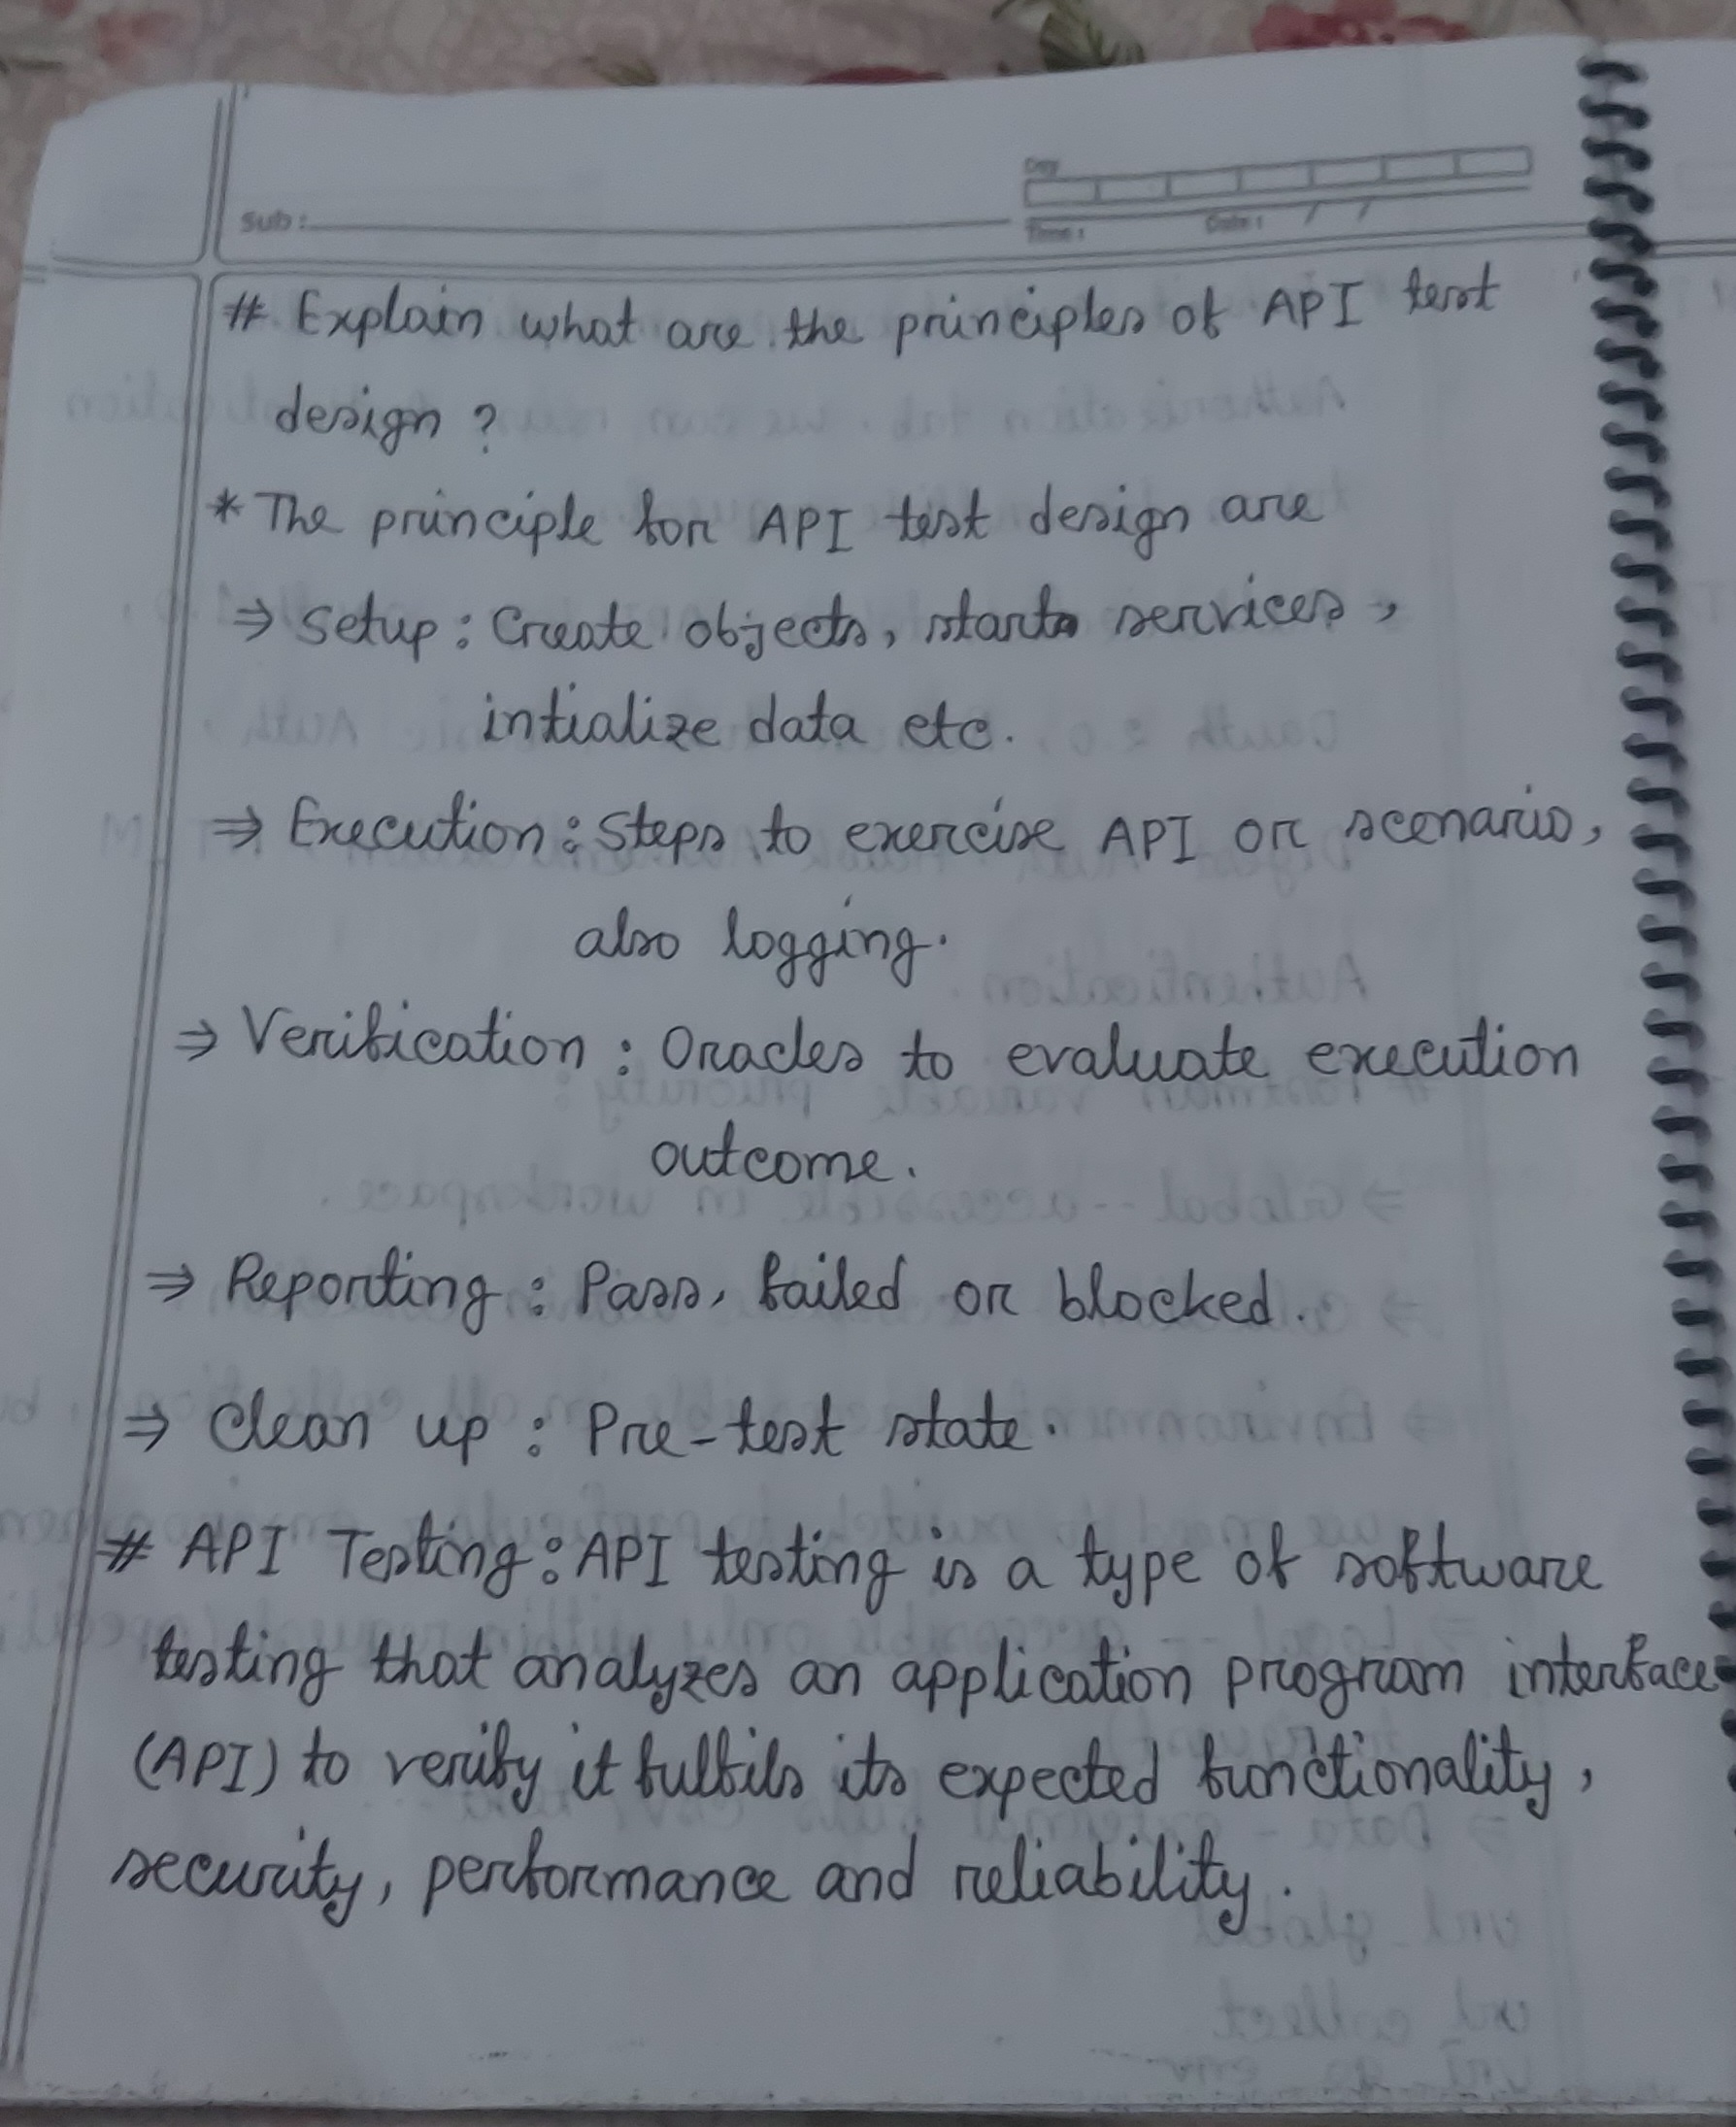 Sub:
Day
Time: Date: / /
# Explain what are the principles of API test
design ?
* The principle for API test design are
⇒ Setup : Create objects, starts services,
intialize data etc.
⇒ Execution : Steps to exercise API or scenario,
also logging.
⇒ Verification : Oracles to evaluate execution
outcome.
⇒ Reporting : Pass, failed or blocked.
⇒ Clean up : Pre-test state.
# API Testing : API testing is a type of software
testing that analyzes an application program interface
(API) to verify it fulfils its expected functionality,
security, performance and reliability.